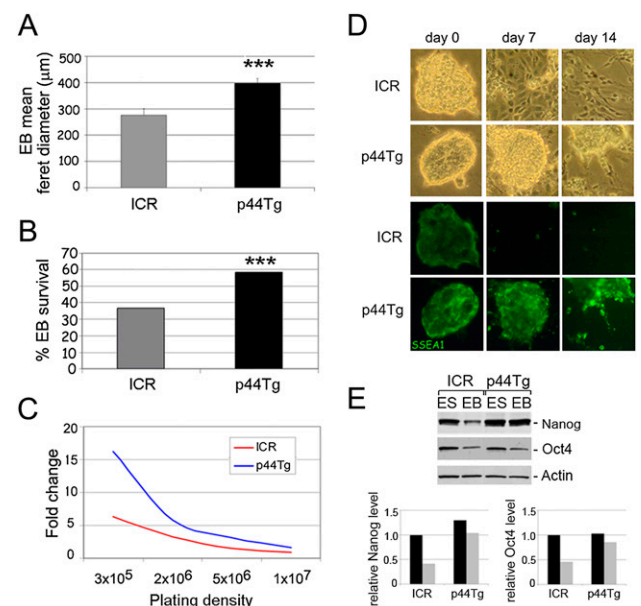 A
EB mean
feret diameter (μm)
500
400
300
200
100
0
***
ICR
p44Tg
B
% EB survival
70
60
50
40
30
20
10
0
***
ICR
p44Tg
C
Fold change
20
15
10
5
0
ICR
p44Tg
3x10⁵
2x10⁶
5x10⁶
1x10⁷
Plating density
D
day 0
day 7
day 14
ICR
p44Tg
ICR
p44Tg
SSEA1
E
ICR p44Tg
ES EB ES EB
- Nanog
- Oct4
- Actin
relative Nanog level
1.5
1.0
0.5
0
ICR
p44Tg
relative Oct4 level
1.5
1.0
0.5
0
ICR
p44Tg